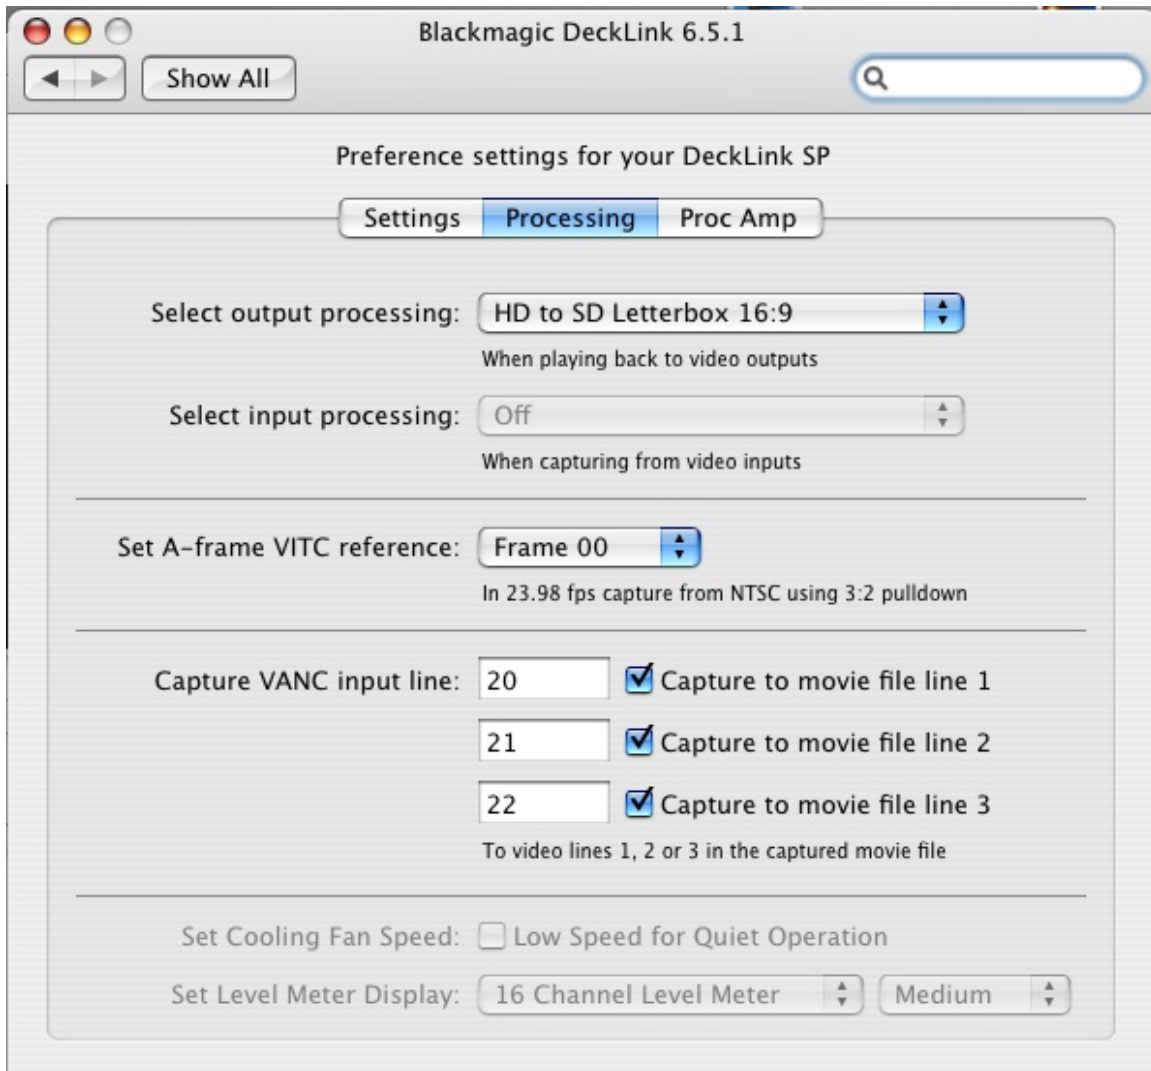 Blackmagic DeckLink 6.5.1
Show All
Preference settings for your DeckLink SP
Settings Processing Proc Amp
Select output processing: HD to SD Letterbox 16:9
When playing back to video outputs
Select input processing: Off
When capturing from video inputs
Set A-frame VITC reference: Frame 00
In 23.98 fps capture from NTSC using 3:2 pulldown
Capture VANC input line: 20 Capture to movie file line 1
21 Capture to movie file line 2
22 Capture to movie file line 3
To video lines 1, 2 or 3 in the captured movie file
Set Cooling Fan Speed: Low Speed for Quiet Operation
Set Level Meter Display: 16 Channel Level Meter Medium